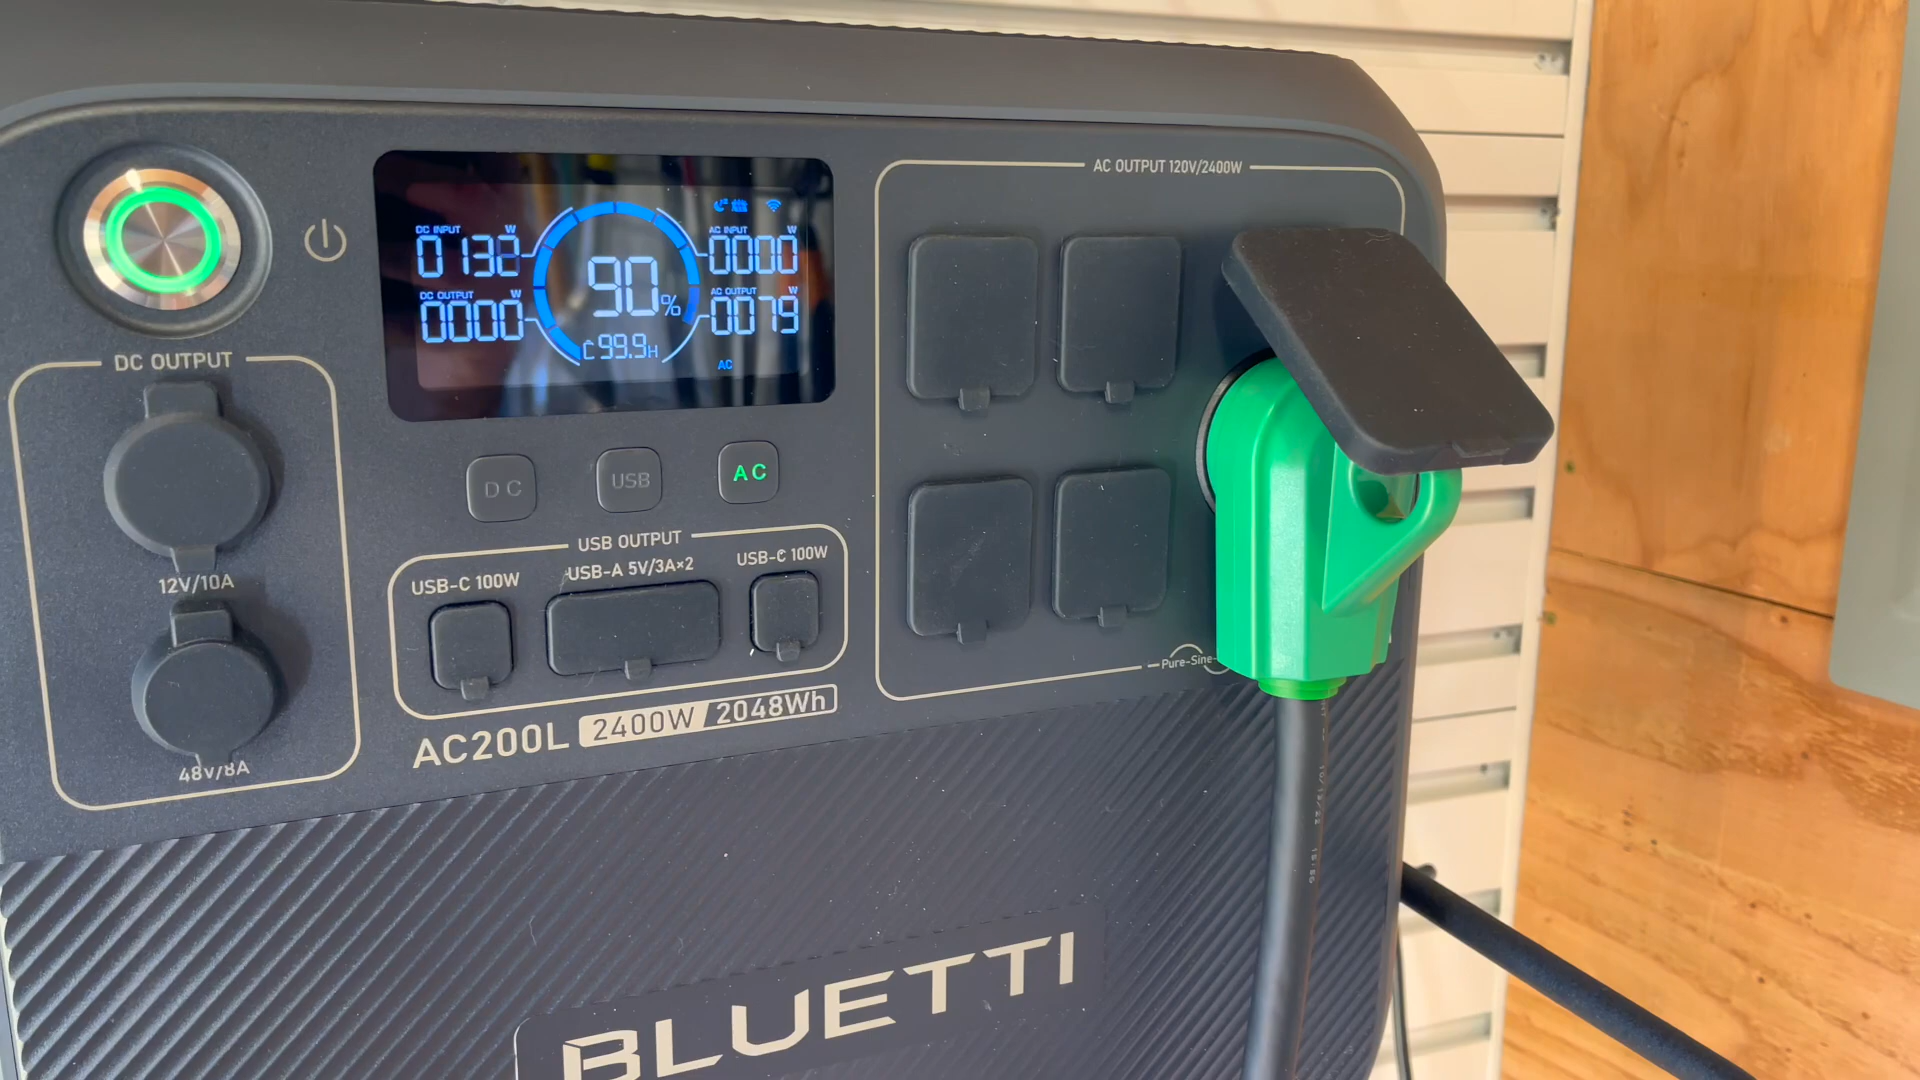 AC OUTPUT 120V/2400W
DC INPUT W
0132
AC INPUT W
0000
90%
DC OUTPUT W
0000
AC OUTPUT W
0079
99.9H
AC
DC OUTPUT
12V/10A
48V/8A
DC
USB
AC
USB OUTPUT
USB-C 100W
USB-A 5V/3A×2
USB-C 100W
Pure-Sine-
AC200L 2400W/2048Wh
BLUETTI